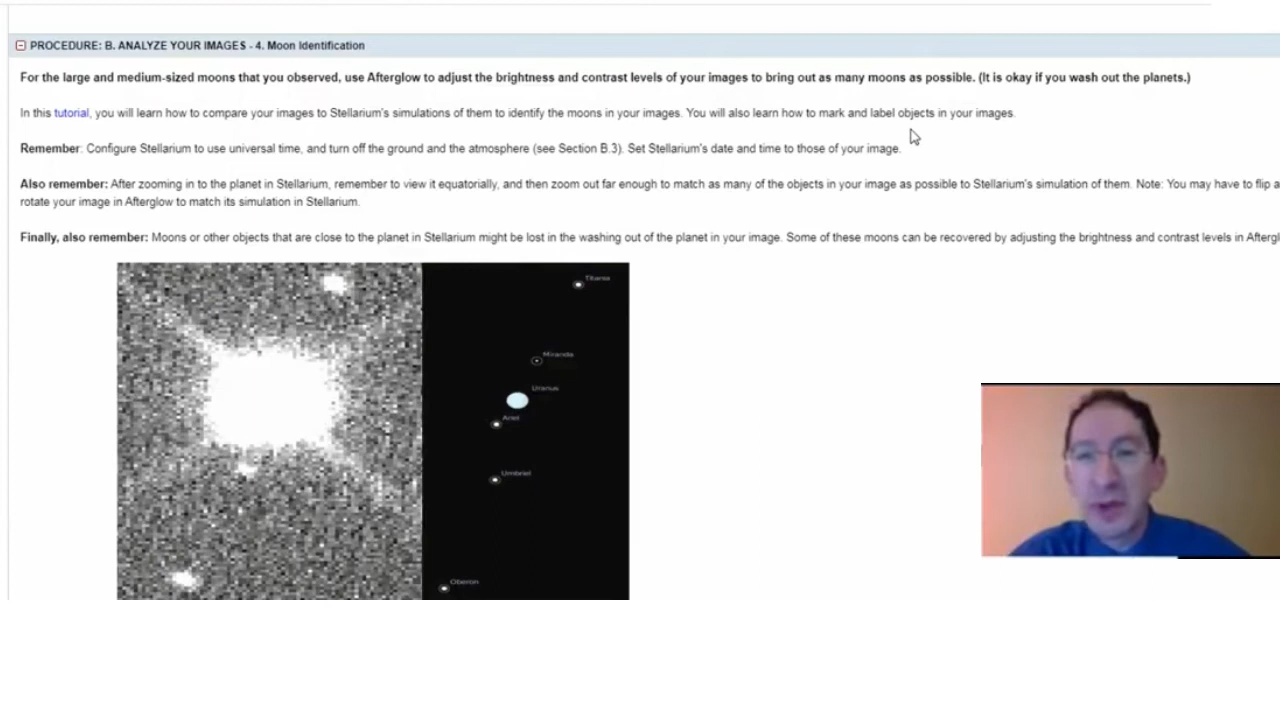 PROCEDURE: B. ANALYZE YOUR IMAGES - 4. Moon Identification
For the large and medium-sized moons that you observed, use Afterglow to adjust the brightness and contrast levels of your images to bring out as many moons as possible. (It is okay if you wash out the planets.)
In this tutorial, you will learn how to compare your images to Stellarium's simulations of them to identify the moons in your images. You will also learn how to mark and label objects in your images.
Remember: Configure Stellarium to use universal time, and turn off the ground and the atmosphere (see Section B.3). Set Stellarium's date and time to those of your image.
Also remember: After zooming in to the planet in Stellarium, remember to view it equatorially, and then zoom out far enough to match as many of the objects in your image as possible to Stellarium's simulation of them. Note: You may have to flip a
rotate your image in Afterglow to match its simulation in Stellarium.
Finally, also remember: Moons or other objects that are close to the planet in Stellarium might be lost in the washing out of the planet in your image. Some of these moons can be recovered by adjusting the brightness and contrast levels in Aftergl
Titania
Miranda
Uranus
Ariel
Umbriel
Oberon